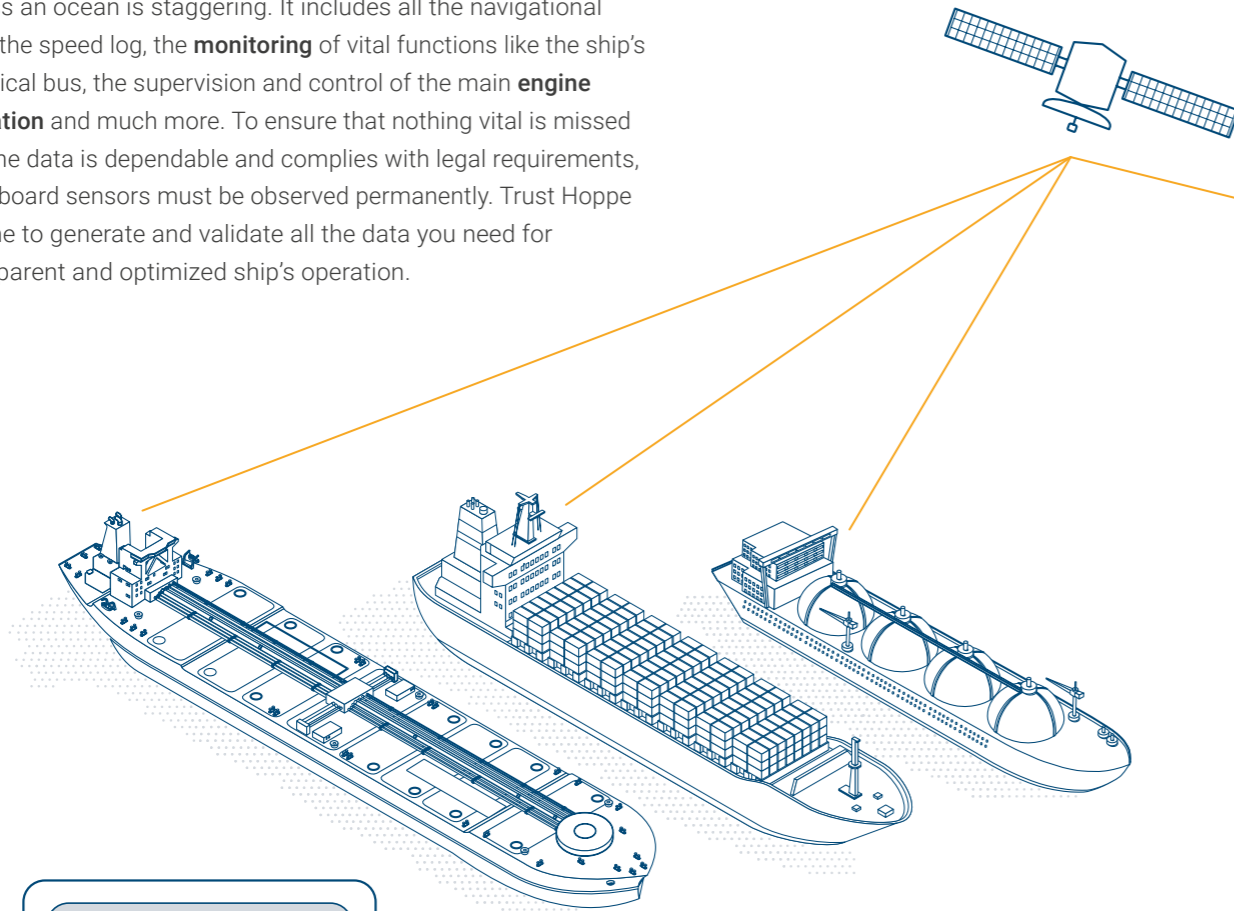 s an ocean is staggering. It includes all the navigational
the speed log, the monitoring of vital functions like the ship's
ical bus, the supervision and control of the main engine
ation and much more. To ensure that nothing vital is missed
he data is dependable and complies with legal requirements,
board sensors must be observed permanently. Trust Hoppe
ne to generate and validate all the data you need for
parent and optimized ship's operation.